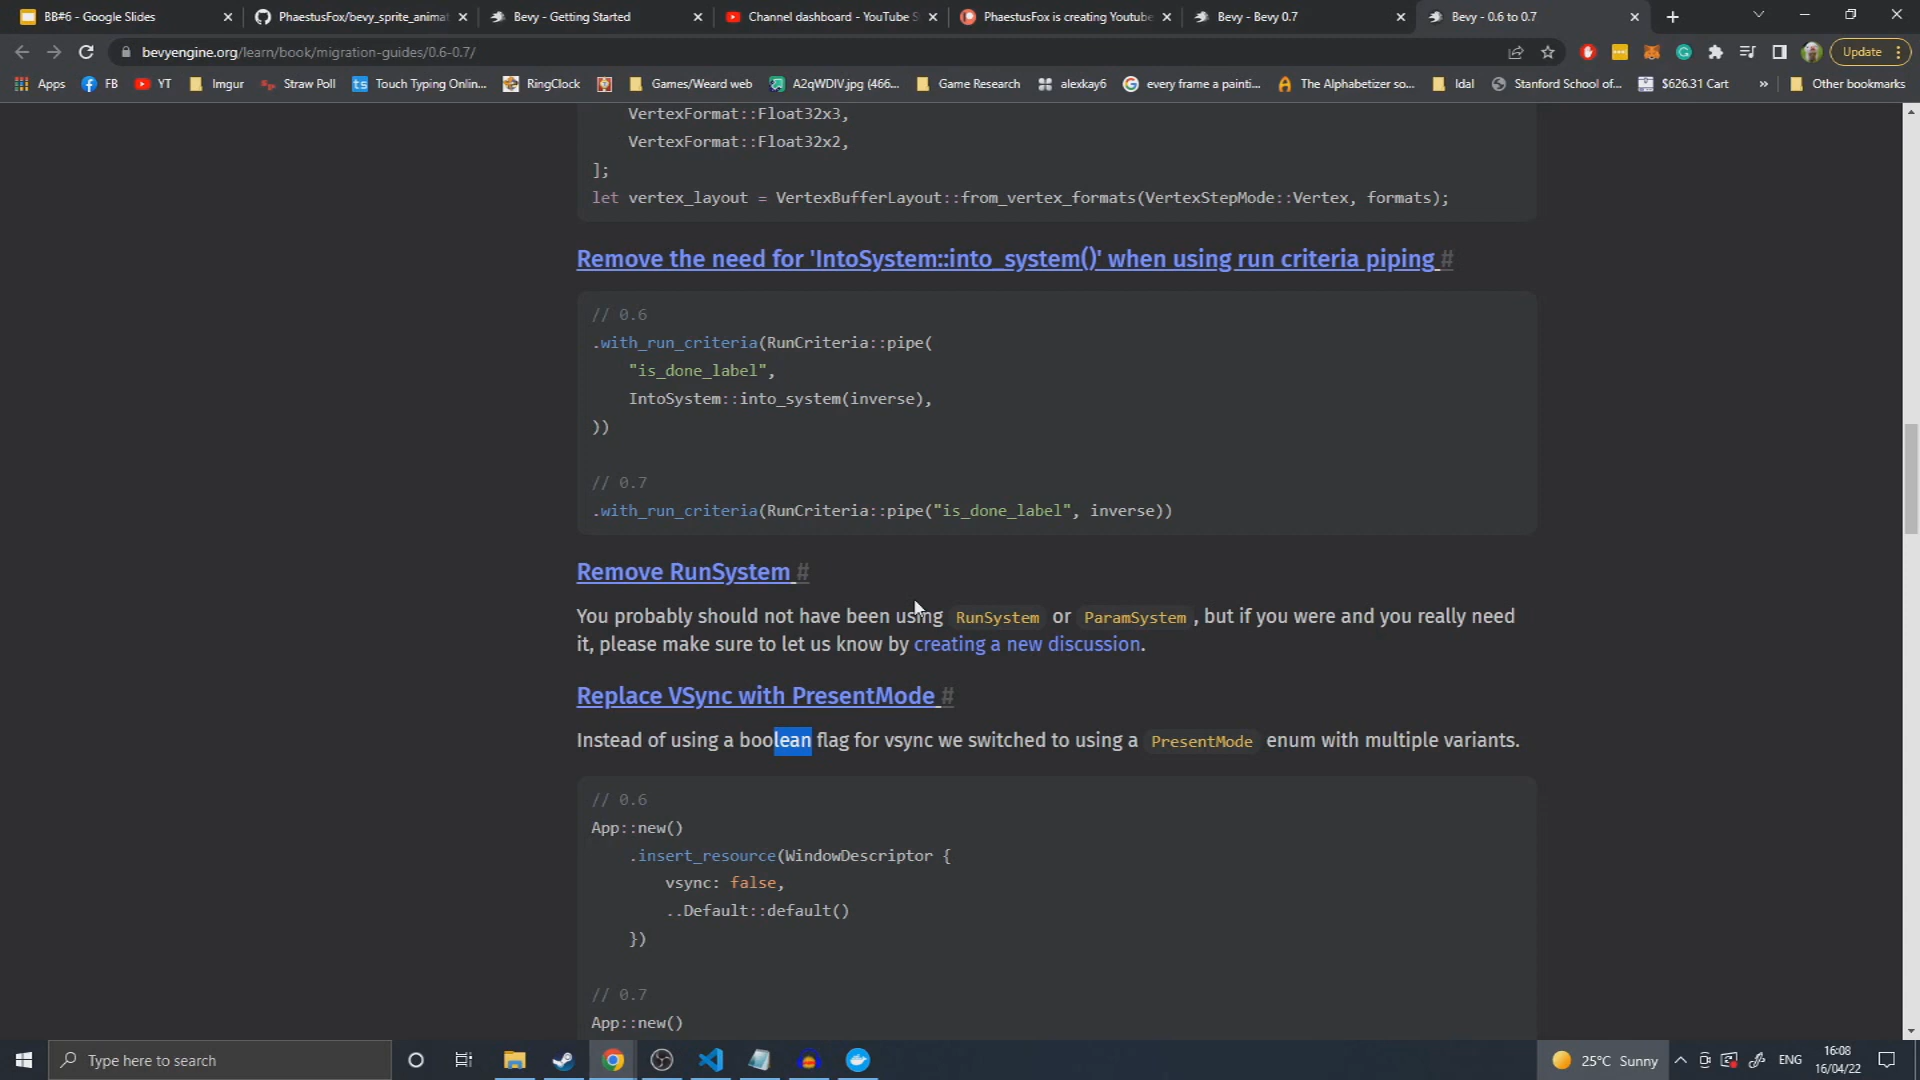 BB#6 - Google Slides
PhaestusFox/bevy_sprite_animat
Bevy - Getting Started
Channel dashboard - YouTube S
PhaestusFox is creating Youtube
Bevy - Bevy 0.7
Bevy - 0.6 to 0.7
bevyengine.org/learn/book/migration-guides/0.6-0.7/
Update
Apps
FB
YT
Imgur
Straw Poll
Touch Typing Onlin...
RingClock
Games/Weard web
A2qWDIV.jpg (466...
Game Research
alexkay6
every frame a painti...
The Alphabetizer so...
Idal
Stanford School of...
$626.31 Cart
»
Other bookmarks
VertexFormat::Float32x3,
VertexFormat::Float32x2,
];
let vertex_layout = VertexBufferLayout::from_vertex_formats(VertexStepMode::Vertex, formats);
Remove the need for 'IntoSystem::into_system()' when using run criteria piping #
// 0.6
.with_run_criteria(RunCriteria::pipe(
"is_done_label",
IntoSystem::into_system(inverse),
))
// 0.7
.with_run_criteria(RunCriteria::pipe("is_done_label", inverse))
Remove RunSystem #
You probably should not have been using RunSystem or ParamSystem, but if you were and you really need
it, please make sure to let us know by creating a new discussion.
Replace VSync with PresentMode #
Instead of using a boolean flag for vsync we switched to using a PresentMode enum with multiple variants.
// 0.6
App::new()
.insert_resource(WindowDescriptor {
vsync: false,
..Default::default()
})
// 0.7
App::new()
Type here to search
25°C Sunny
ENG
16:08
16/04/22